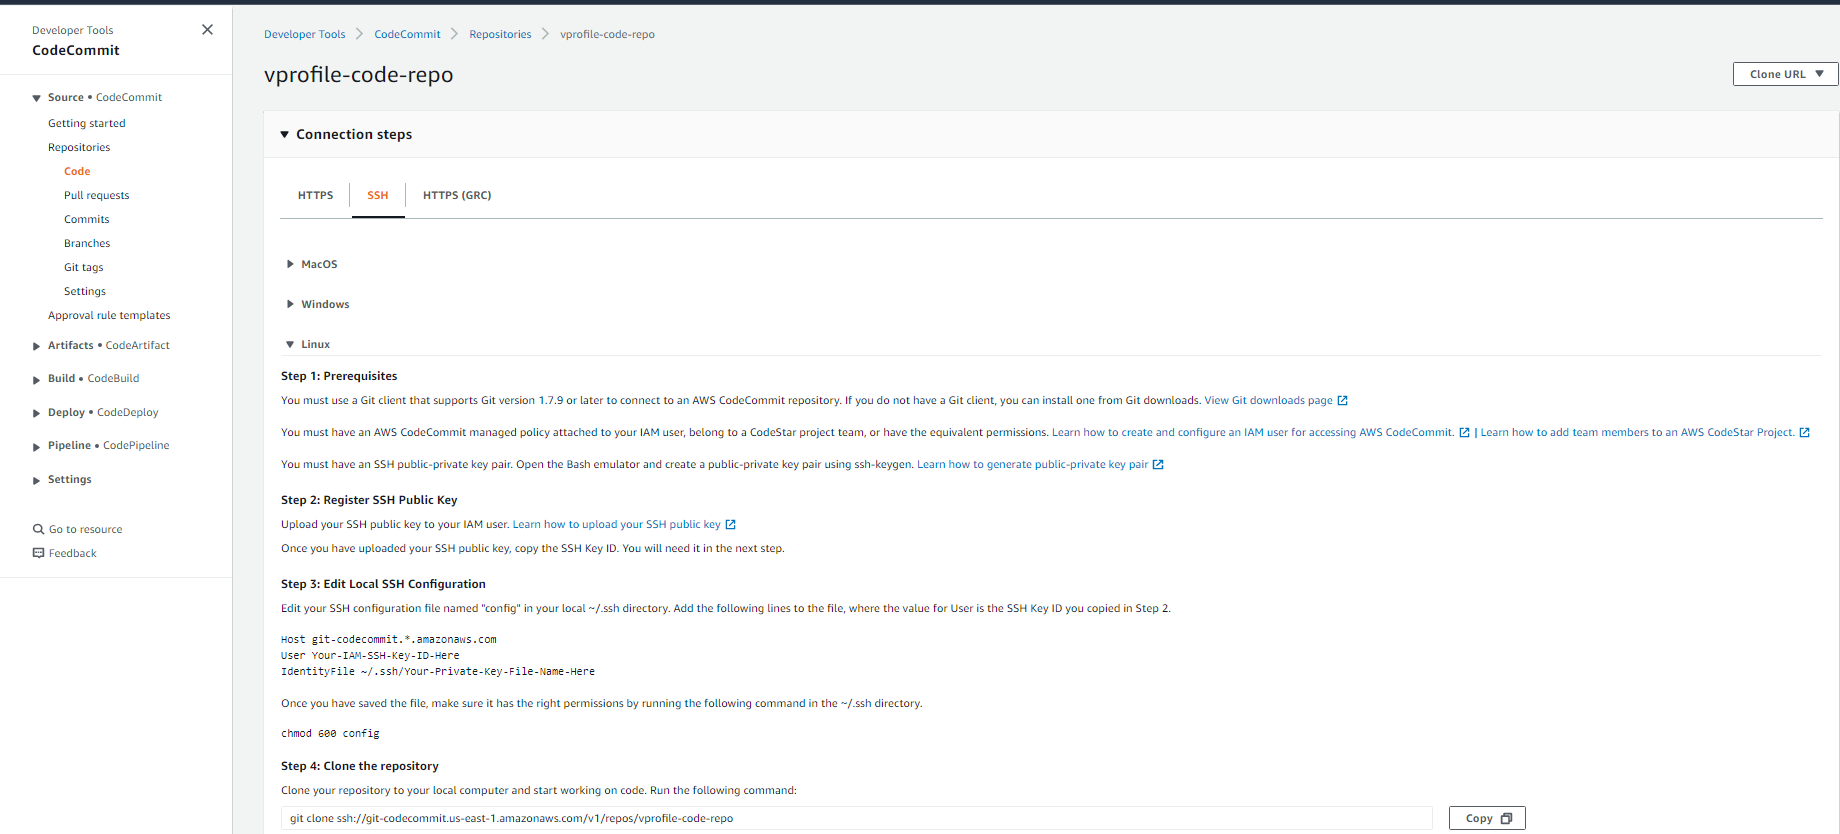 Developer Tools
CodeCommit
Source • CodeCommit
Getting started
Repositories
Code
Pull requests
Commits
Branches
Git tags
Settings
Approval rule templates
Artifacts • CodeArtifact
Build • CodeBuild
Deploy • CodeDeploy
Pipeline • CodePipeline
Settings
Go to resource
Feedback
Developer Tools > CodeCommit > Repositories > vprofile-code-repo
vprofile-code-repo
Clone URL
Connection steps
HTTPS SSH HTTPS (GRC)
MacOS
Windows
Linux
Step 1: Prerequisites
You must use a Git client that supports Git version 1.7.9 or later to connect to an AWS CodeCommit repository. If you do not have a Git client, you can install one from Git downloads. View Git downloads page
You must have an AWS CodeCommit managed policy attached to your IAM user, belong to a CodeStar project team, or have the equivalent permissions. Learn how to create and configure an IAM user for accessing AWS CodeCommit. | Learn how to add team members to an AWS CodeStar Project.
You must have an SSH public-private key pair. Open the Bash emulator and create a public-private key pair using ssh-keygen. Learn how to generate public-private key pair
Step 2: Register SSH Public Key
Upload your SSH public key to your IAM user. Learn how to upload your SSH public key
Once you have uploaded your SSH public key, copy the SSH Key ID. You will need it in the next step.
Step 3: Edit Local SSH Configuration
Edit your SSH configuration file named "config" in your local ~/.ssh directory. Add the following lines to the file, where the value for User is the SSH Key ID you copied in Step 2.
Host git-codecommit.*.amazonaws.com
User Your-IAM-SSH-Key-ID-Here
IdentityFile ~/.ssh/Your-Private-Key-File-Name-Here
Once you have saved the file, make sure it has the right permissions by running the following command in the ~/.ssh directory.
chmod 600 config
Step 4: Clone the repository
Clone your repository to your local computer and start working on code. Run the following command:
git clone ssh://git-codecommit.us-east-1.amazonaws.com/v1/repos/vprofile-code-repo
Copy